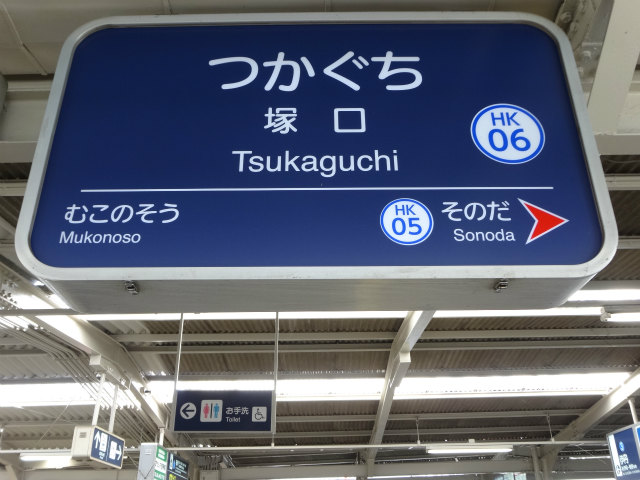 つかぐち
塚口
HK
06
Tsukaguchi
むこのそう
Mukonoso
HK
05
そのだ
Sonoda
お手洗
Toilet